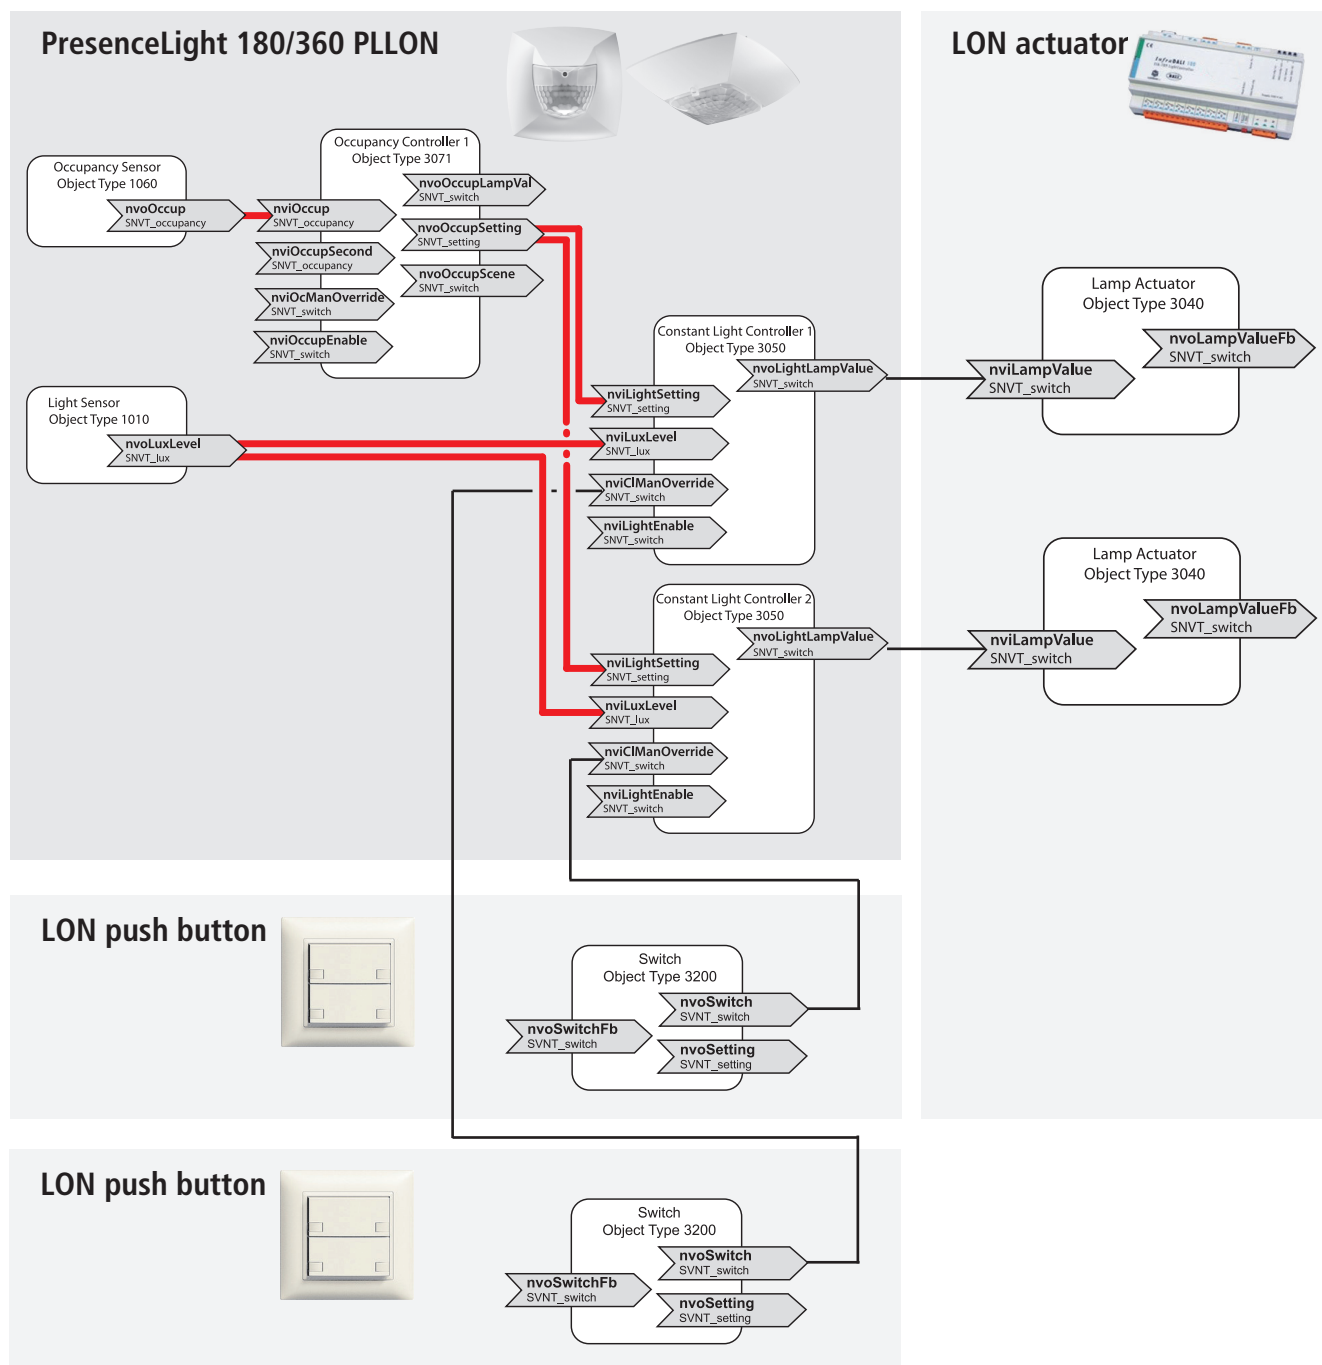 PresenceLight 180/360 PLLON
LON actuator
InfraDALI
Occupancy Sensor
Object Type 1060
nvoOccup
SNVT_occupancy
Occupancy Controller 1
Object Type 3071
nvoOccupLampVal
SNVT_switch
nviOccup
SNVT_occupancy
nvoOccupSetting
SNVT_setting
nviOccupSecond
SNVT_occupancy
nvoOccupScene
SNVT_switch
nviOcManOverride
SNVT_switch
nviOccupEnable
SNVT_switch
Light Sensor
Object Type 1010
nvoLuxLevel
SNVT_lux
Constant Light Controller 1
Object Type 3050
nvoLightLampValue
SNVT_switch
nviLightSetting
SNVT_setting
nviLuxLevel
SNVT_lux
nviClManOverride
SNVT_switch
nviLightEnable
SNVT_switch
Constant Light Controller 2
Object Type 3050
nvoLightLampValue
SNVT_switch
nviLightSetting
SNVT_setting
nviLuxLevel
SNVT_lux
nviClManOverride
SNVT_switch
nviLightEnable
SNVT_switch
Lamp Actuator
Object Type 3040
nvoLampValueFb
SNVT_switch
nviLampValue
SNVT_switch
Lamp Actuator
Object Type 3040
nvoLampValueFb
SNVT_switch
nviLampValue
SNVT_switch
LON push button
Switch
Object Type 3200
nvoSwitch
SVNT_switch
nvoSwitchFb
SVNT_switch
nvoSetting
SVNT_setting
LON push button
Switch
Object Type 3200
nvoSwitch
SVNT_switch
nvoSwitchFb
SVNT_switch
nvoSetting
SVNT_setting